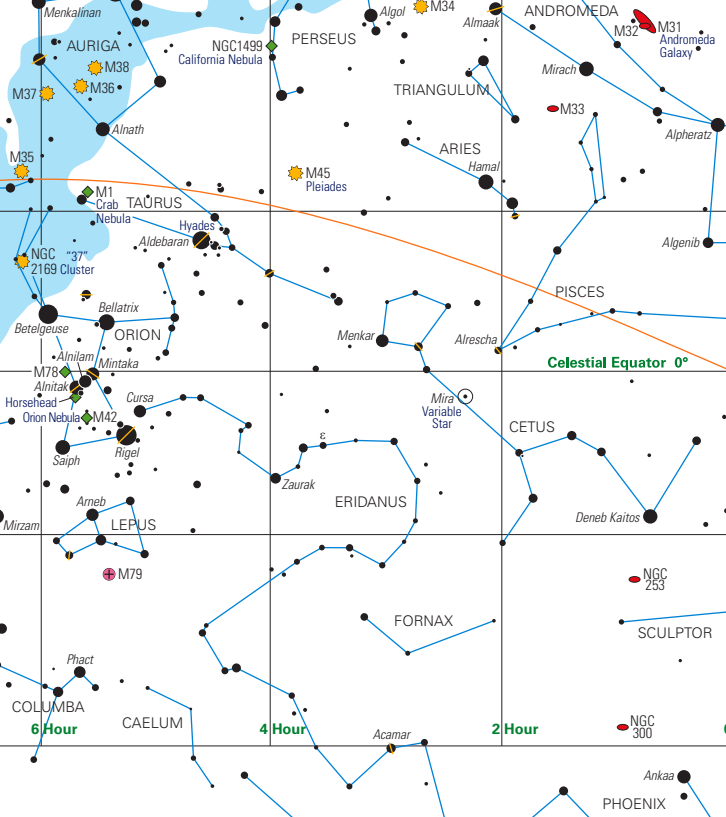 Menkalinan
Algol
M34
Almaak
ANDROMEDA
M32
M31
Andromeda
Galaxy
AURIGA
NGC1499
California Nebula
PERSEUS
M38
M36
M37
Mirach
TRIANGULUM
M33
Alnath
Alpheratz
ARIES
Hamal
M35
M45
Pleiades
M1
Crab
Nebula
TAURUS
Hyades
Aldebaran
Algenib
NGC
2169
"37"
Cluster
PISCES
Bellatrix
Betelgeuse
ORION
Menkar
Alrescha
Alnilam
Mintaka
M78
Alnitak
Celestial Equator 0°
Horsehead
Orion Nebula
M42
Cursa
Mira
Variable
Star
CETUS
Rigel
Saiph
ε
Zaurak
ERIDANUS
Deneb Kaitos
Arneb
Mirzam
LEPUS
M79
NGC
253
FORNAX
SCULPTOR
Phact
COLUMBA
CAELUM
6 Hour
4 Hour
2 Hour
NGC
300
Acamar
Ankaa
PHOENIX